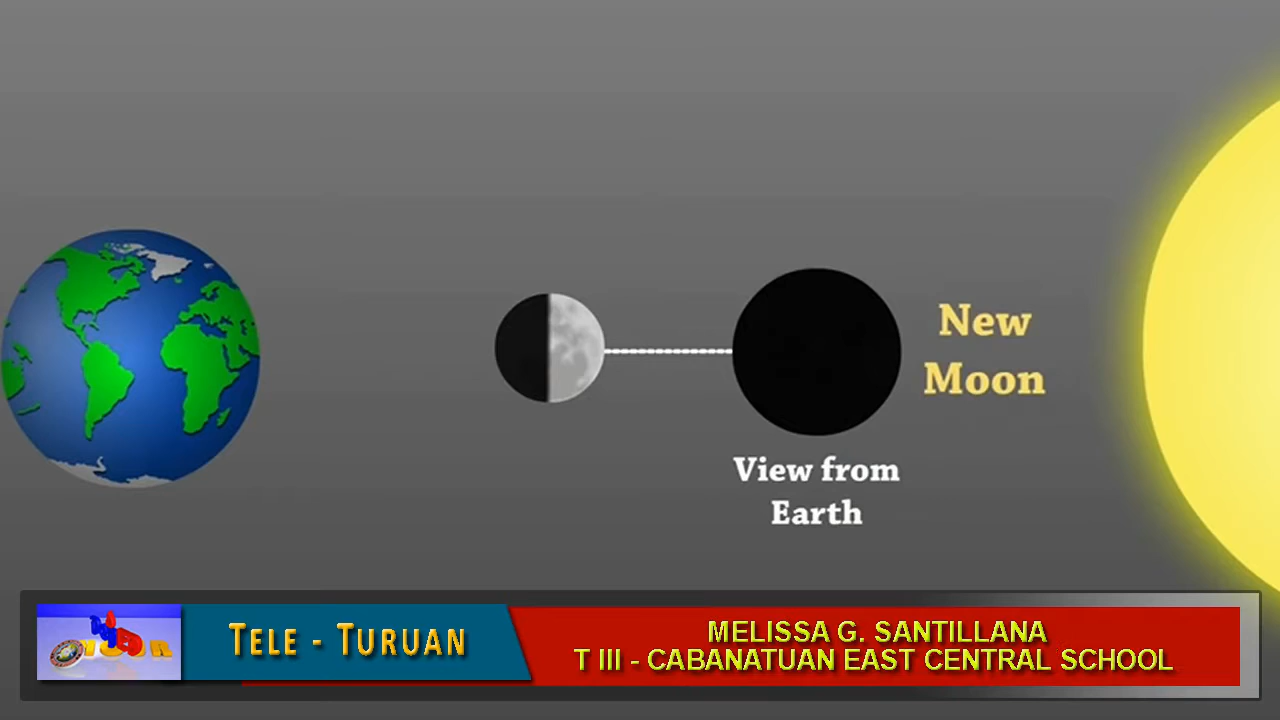 New
Moon
View from
Earth
TELE - TURUAN
MELISSA G. SANTILLANA
T III - CABANATUAN EAST CENTRAL SCHOOL